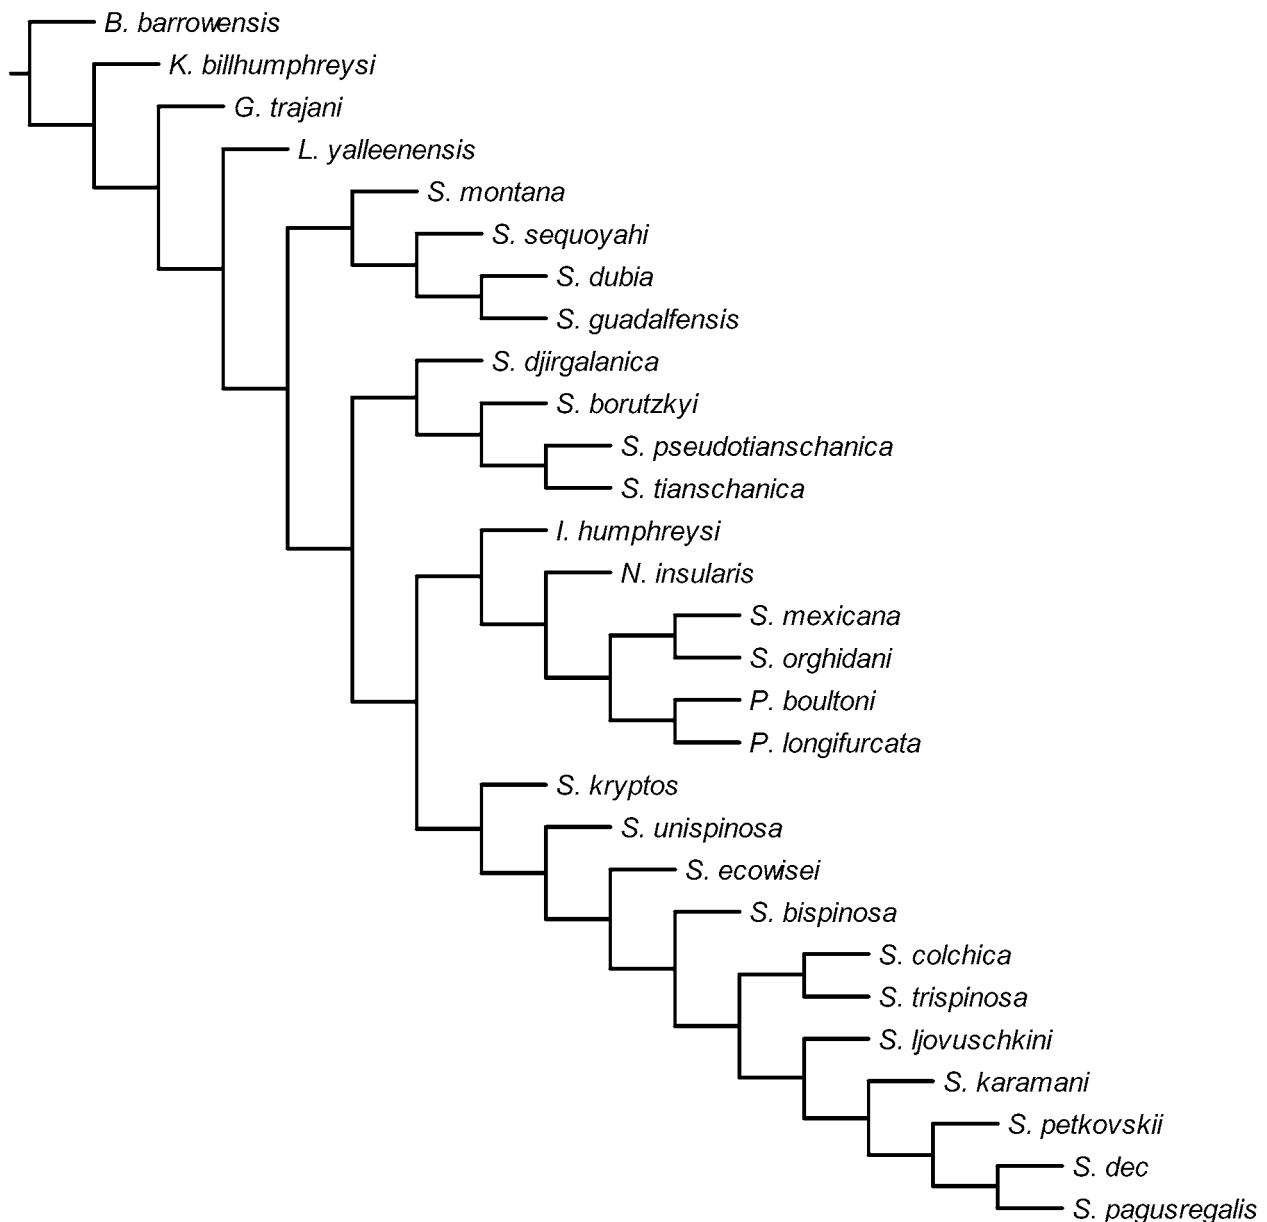 B. barrowensis
K. billhumphreysi
G. trajani
L. yalleenensis
S. montana
S. sequoyahi
S. dubia
S. guadalfensis
S. djirgalanica
S. borutzkyi
S. pseudotianschanica
S. tianschanica
I. humphreysi
N. insularis
S. mexicana
S. orghidani
P. boultoni
P. longifurcata
S. kryptos
S. unispinosa
S. ecowisei
S. bispinosa
S. colchica
S. trispinosa
S. ljovuschkini
S. karamani
S. petkovskii
S. dec
S. pagusregalis